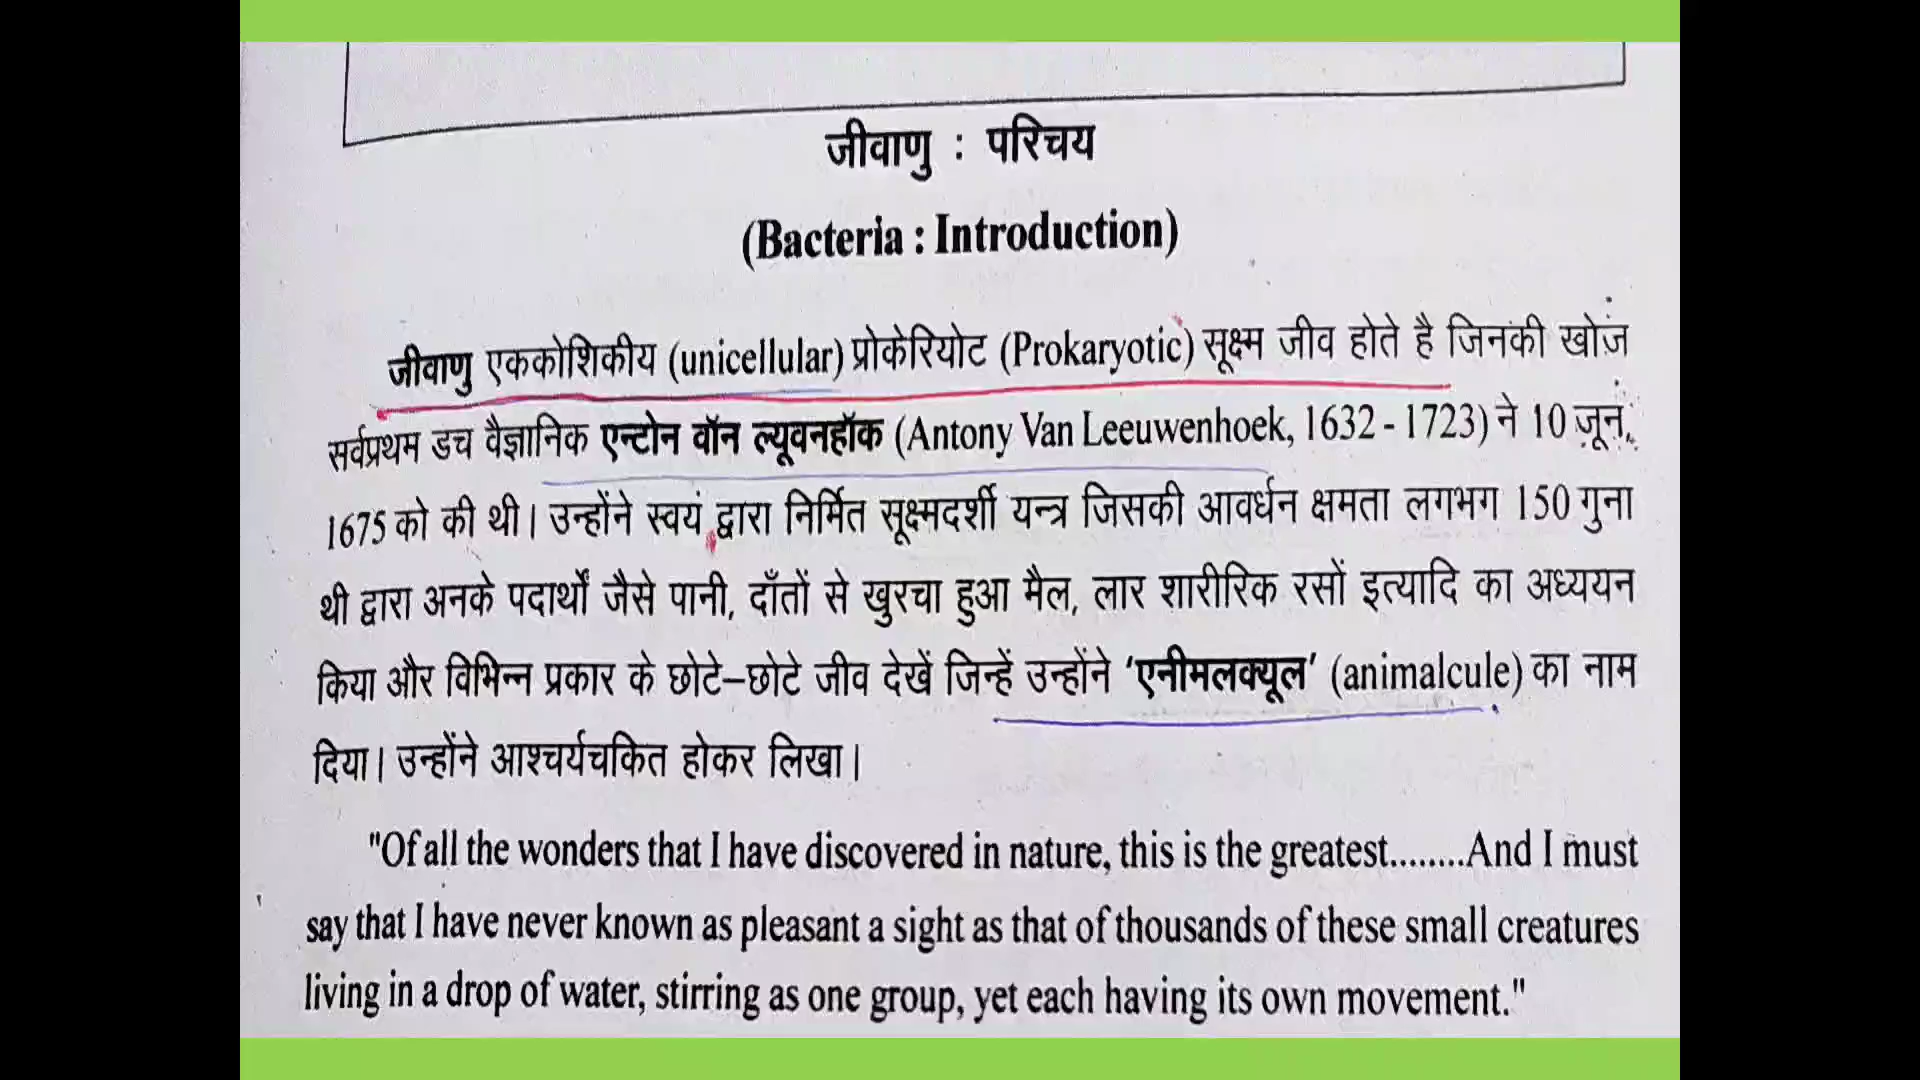 जीवाणु : परिचय
(Bacteria : Introduction)
जीवाणु एककोशिकीय (unicellular) प्रोकेरियोट (Prokaryotic) सूक्ष्म जीव होते है जिनकी खोज
सर्वप्रथम डच वैज्ञानिक एन्टोन वॉन ल्यूवनहॉक (Antony Van Leeuwenhoek, 1632 - 1723) ने 10 जून,
1675 को की थी। उन्होंने स्वयं द्वारा निर्मित सूक्ष्मदर्शी यन्त्र जिसकी आवर्धन क्षमता लगभग 150 गुना
थी द्वारा अनके पदार्थों जैसे पानी, दाँतों से खुरचा हुआ मैल, लार शारीरिक रसों इत्यादि का अध्ययन
किया और विभिन्न प्रकार के छोटे–छोटे जीव देखें जिन्हें उन्होंने ‘एनीमलक्यूल’ (animalcule) का नाम
दिया। उन्होंने आश्चर्यचकित होकर लिखा।
"Of all the wonders that I have discovered in nature, this is the greatest........And I must
say that I have never known as pleasant a sight as that of thousands of these small creatures
living in a drop of water, stirring as one group, yet each having its own movement."